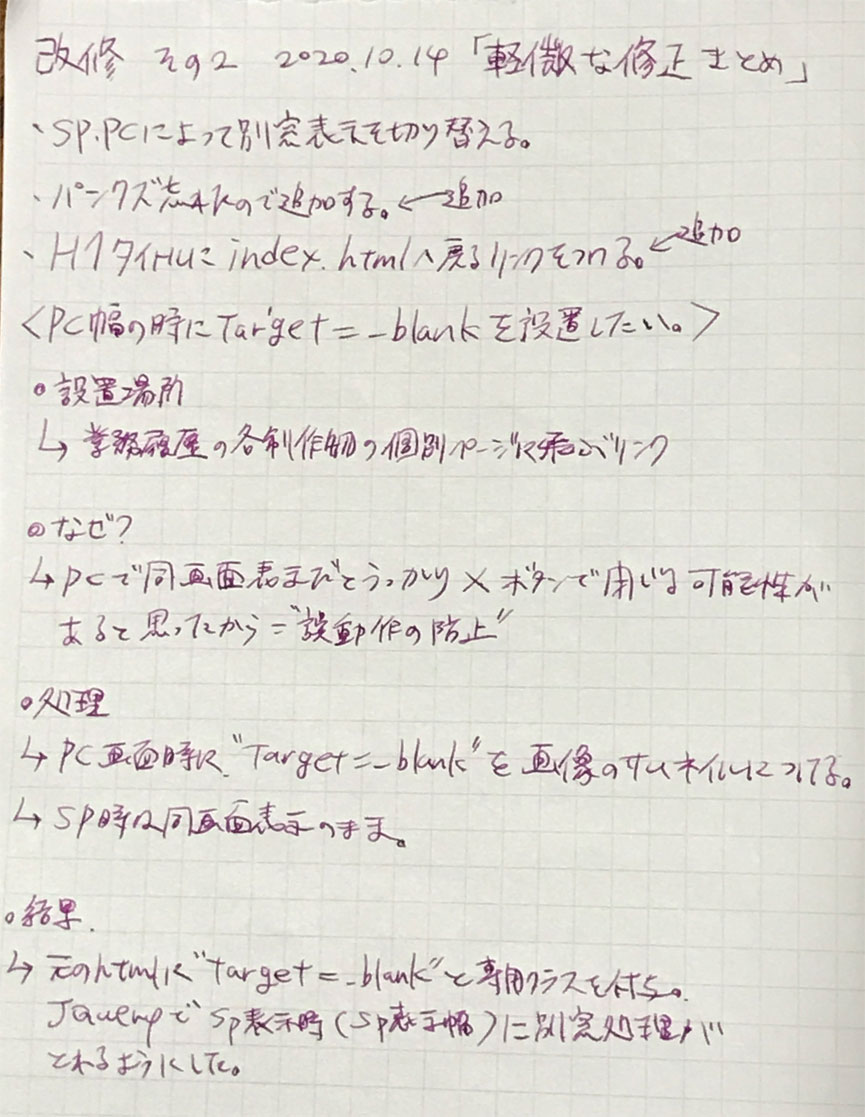 改修 その2 2020.10.14「軽微な修正まとめ」
・SP.PCによって別窓表示を切り替える。
・パンクズ忘れたので追加する。←追加
・H1タイトルにindex.htmlへ戻るリンクをつける。←追加
<PC幅の時にTarget=_blankを設置したい。>
○設置場所
↳ 業務履歴の各制作物の個別ページに飛ぶリンク
○なぜ?
↳ PCで同画面表示だとうっかり×ボタンで閉じる可能性が
あると思ったから="誤動作の防止"
○処理
↳ PC画面時に"Target=_blank"を画像のサムネイルにつける。
↳ SP時は同画面表示のまま。
○結果.
↳ 元のhtmlに"Target=_blank"と専用クラスを付与。
JqueryでSp表示時(Sp表示幅)に別窓処理が
とれるようにした。